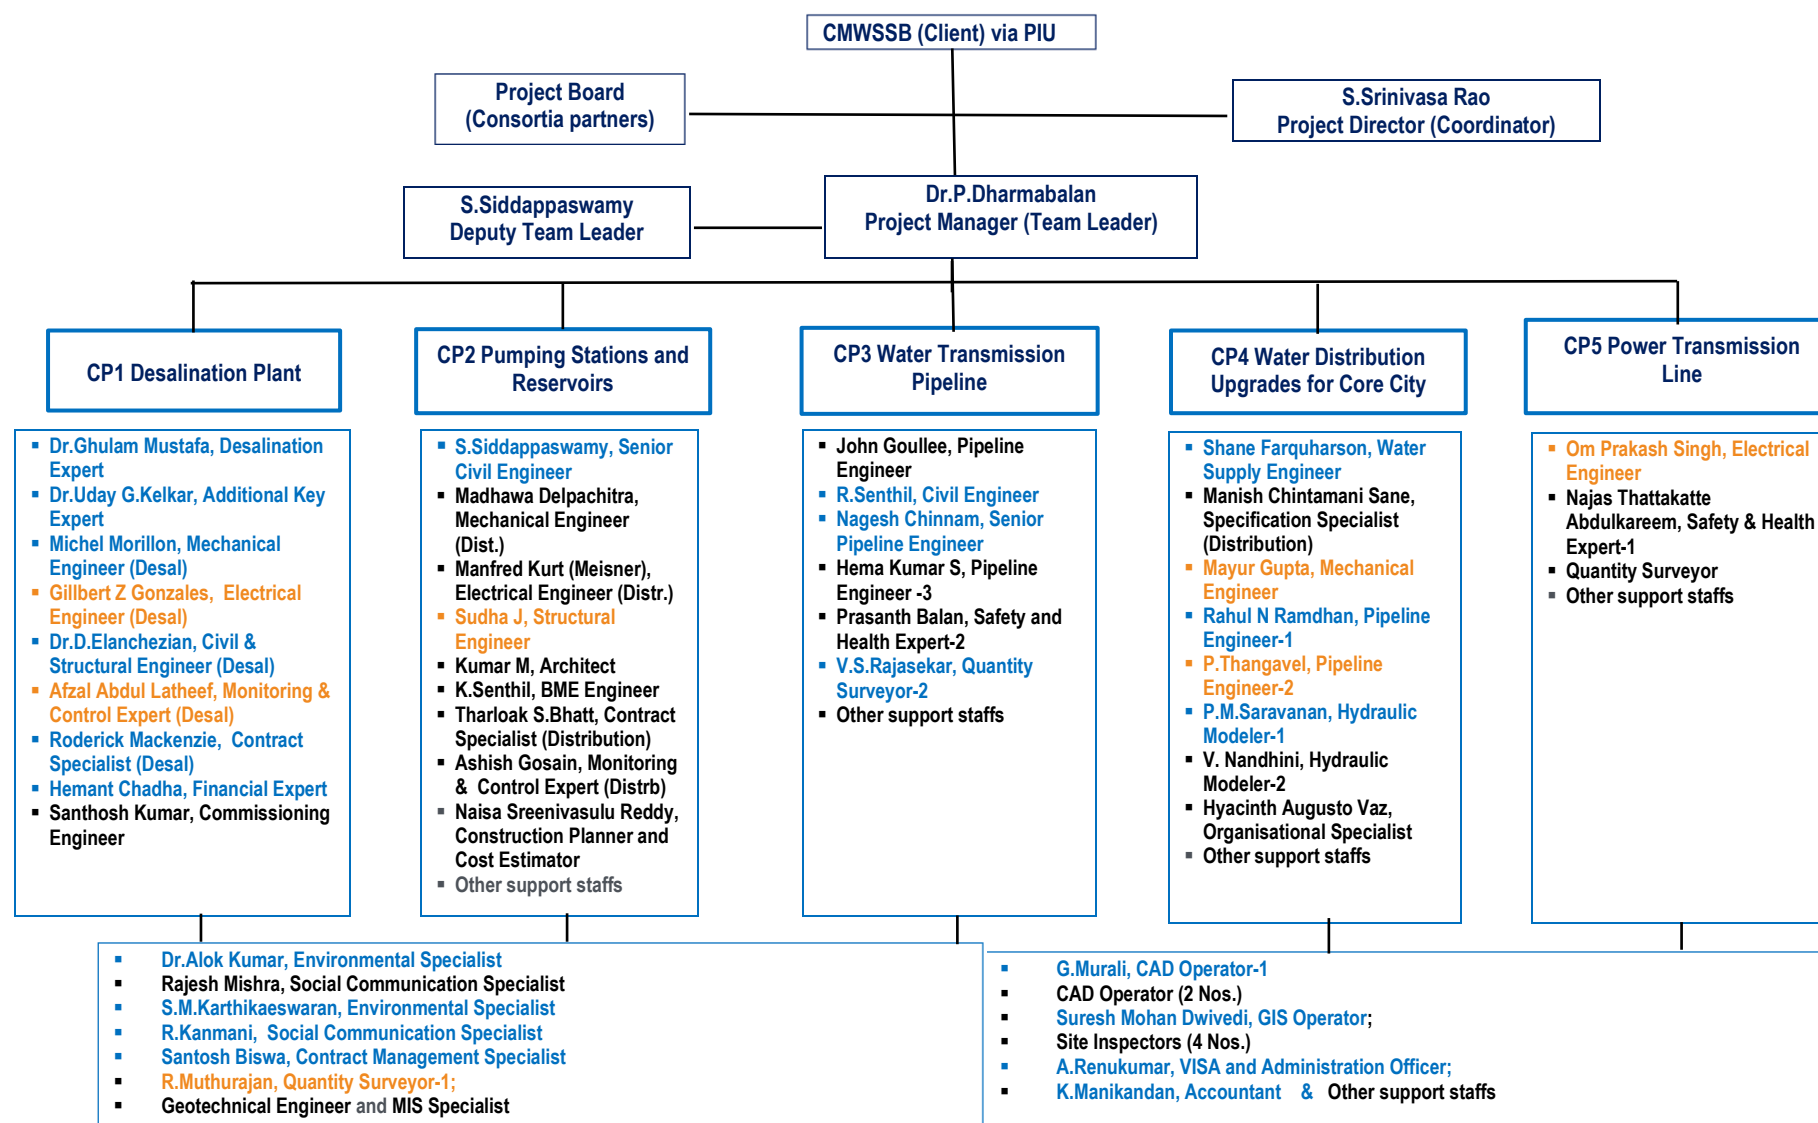 CMWSSB (Client) via PIU
Project Board
(Consortia partners)
S.Srinivasa Rao
Project Director (Coordinator)
S.Siddappaswamy
Deputy Team Leader
Dr.P.Dharmabalan
Project Manager (Team Leader)
CP1 Desalination Plant
CP2 Pumping Stations and
Reservoirs
CP3 Water Transmission
Pipeline
CP4 Water Distribution
Upgrades for Core City
CP5 Power Transmission
Line
▪ Dr.Ghulam Mustafa, Desalination
Expert
▪ Dr.Uday G.Kelkar, Additional Key
Expert
▪ Michel Morillon, Mechanical
Engineer (Desal)
▪ Gillbert Z Gonzales, Electrical
Engineer (Desal)
▪ Dr.D.Elanchezian, Civil &
Structural Engineer (Desal)
▪ Afzal Abdul Latheef, Monitoring &
Control Expert (Desal)
▪ Roderick Mackenzie, Contract
Specialist (Desal)
▪ Hemant Chadha, Financial Expert
▪ Santhosh Kumar, Commissioning
Engineer
▪ S.Siddappaswamy, Senior
Civil Engineer
▪ Madhawa Delpachitra,
Mechanical Engineer
(Dist.)
▪ Manfred Kurt (Meisner),
Electrical Engineer (Distr.)
▪ Sudha J, Structural
Engineer
▪ Kumar M, Architect
▪ K.Senthil, BME Engineer
▪ Tharloak S.Bhatt, Contract
Specialist (Distribution)
▪ Ashish Gosain, Monitoring
& Control Expert (Distrb)
▪ Naisa Sreenivasulu Reddy,
Construction Planner and
Cost Estimator
▪ Other support staffs
▪ John Goullee, Pipeline
Engineer
▪ R.Senthil, Civil Engineer
▪ Nagesh Chinnam, Senior
Pipeline Engineer
▪ Hema Kumar S, Pipeline
Engineer -3
▪ Prasanth Balan, Safety and
Health Expert-2
▪ V.S.Rajasekar, Quantity
Surveyor-2
▪ Other support staffs
▪ Shane Farquharson, Water
Supply Engineer
▪ Manish Chintamani Sane,
Specification Specialist
(Distribution)
▪ Mayur Gupta, Mechanical
Engineer
▪ Rahul N Ramdhan, Pipeline
Engineer-1
▪ P.Thangavel, Pipeline
Engineer-2
▪ P.M.Saravanan, Hydraulic
Modeler-1
▪ V. Nandhini, Hydraulic
Modeler-2
▪ Hyacinth Augusto Vaz,
Organisational Specialist
▪ Other support staffs
▪ Om Prakash Singh, Electrical
Engineer
▪ Najas Thattakatte
Abdulkareem, Safety & Health
Expert-1
▪ Quantity Surveyor
▪ Other support staffs
▪ Dr.Alok Kumar, Environmental Specialist
▪ Rajesh Mishra, Social Communication Specialist
▪ S.M.Karthikaeswaran, Environmental Specialist
▪ R.Kanmani, Social Communication Specialist
▪ Santosh Biswa, Contract Management Specialist
▪ R.Muthurajan, Quantity Surveyor-1;
▪ Geotechnical Engineer and MIS Specialist
▪ G.Murali, CAD Operator-1
▪ CAD Operator (2 Nos.)
▪ Suresh Mohan Dwivedi, GIS Operator;
▪ Site Inspectors (4 Nos.)
▪ A.Renukumar, VISA and Administration Officer;
▪ K.Manikandan, Accountant & Other support staffs